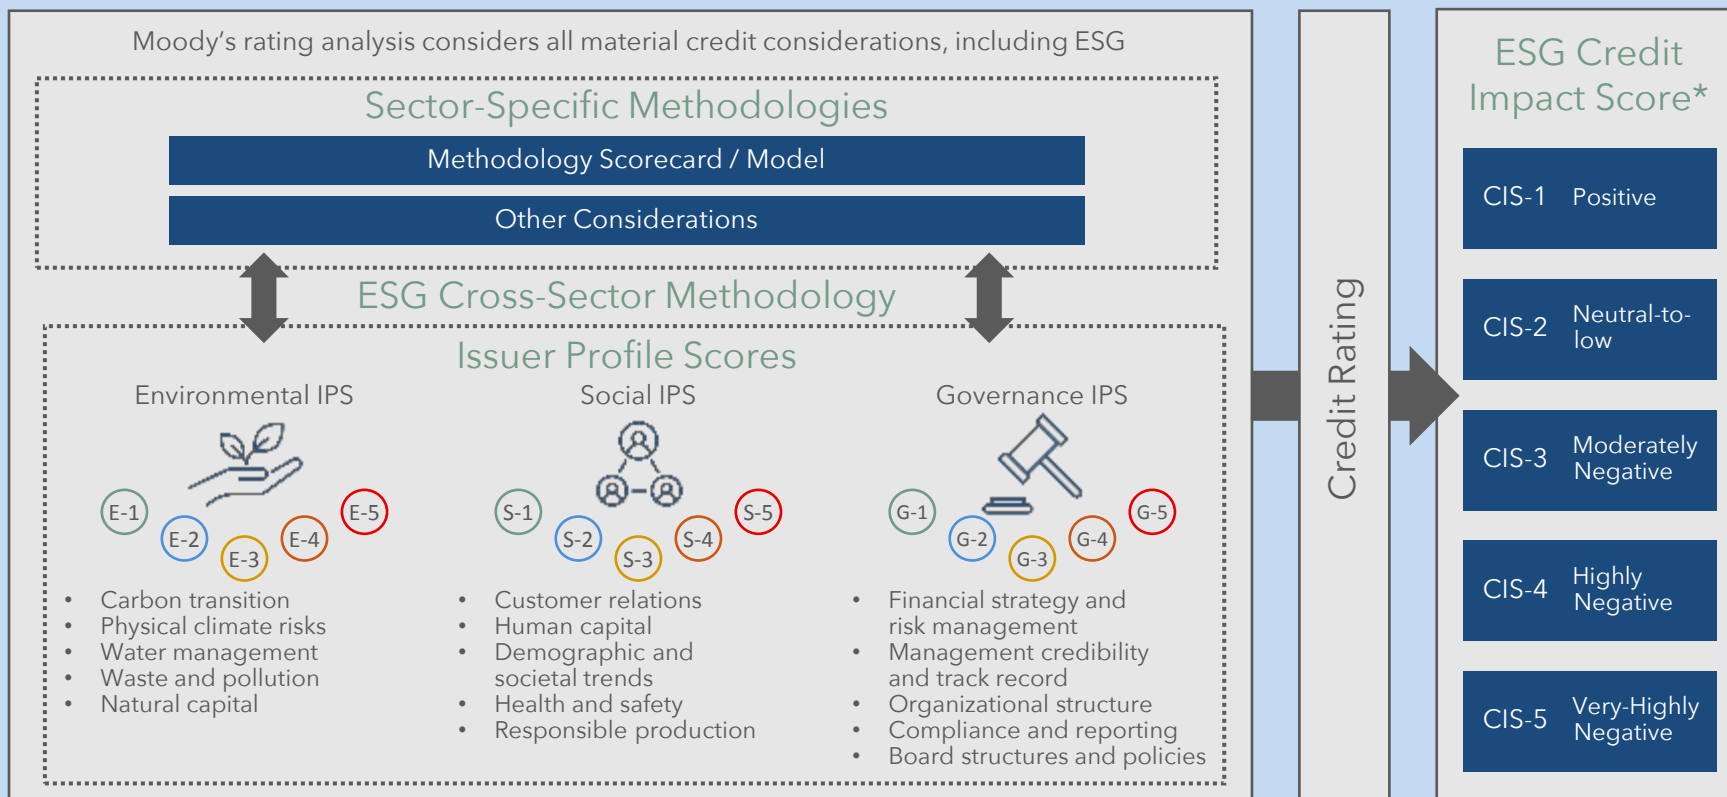 Moody's rating analysis considers all material credit considerations, including ESG
Sector-Specific Methodologies
Methodology Scorecard / Model
Other Considerations
ESG Cross-Sector Methodology
Issuer Profile Scores
Environmental IPS
E-1
E-2
E-3
E-4
E-5
• Carbon transition
• Physical climate risks
• Water management
• Waste and pollution
• Natural capital
Social IPS
S-1
S-2
S-3
S-4
S-5
• Customer relations
• Human capital
• Demographic and
societal trends
• Health and safety
• Responsible production
Governance IPS
G-1
G-2
G-3
G-4
G-5
• Financial strategy and
risk management
• Management credibility
and track record
• Organizational structure
• Compliance and reporting
• Board structures and policies
Credit Rating
ESG Credit
Impact Score*
CIS-1 Positive
CIS-2 Neutral-to-
low
CIS-3 Moderately
Negative
CIS-4 Highly
Negative
CIS-5 Very-Highly
Negative